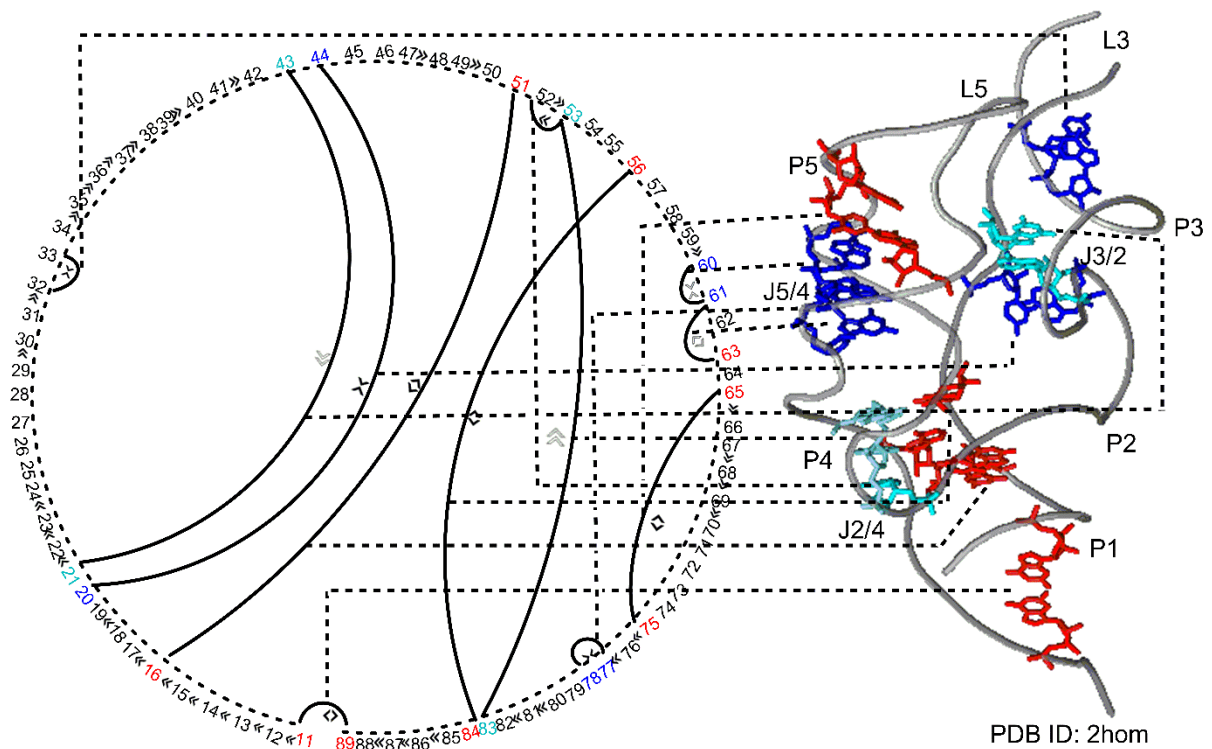 11 « 12 « 13 « 14 « 15 « 16 « 17 « 18 « 19 « 20
21 « 22 « 23 « 24 « 25 26 27 28 29 » 30
» 31 » 32 33 34 » 35 » 36 » 37 » 38 39 » 40
41 » 42 43 44 45 46 47 » 48 49 » 50
51 52 » 53 54 55 56 57 58 59 » 60
61 62 63 64 65 » 66 67 68 69 « 70
« 71 72 73 74 75 76 « 77 78 79 80
« 81 « 82 83 84 85 86 « 87 « 88 89
L3
L5
P5
P3
J3/2
J5/4
P4
P2
J2/4
P1
PDB ID: 2hom